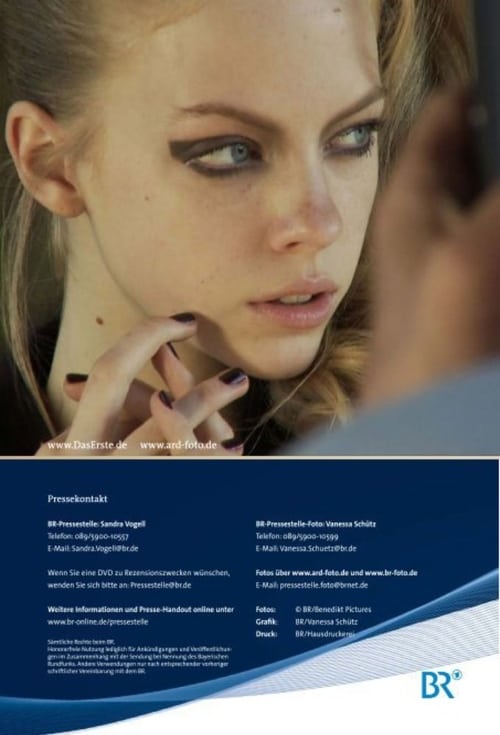 www.DasErste.de www.ard-foto.de
Pressekontakt
BR-Pressestelle: Sandra Vogell
Telefon: 089/5900-10557
E-Mail: Sandra.Vogell@br.de
Wenn Sie eine DVD zu Rezensionszwecken wünschen,
wenden Sie sich bitte an: Pressestelle@br.de
Weitere Informationen und Presse-Handout online unter
www.br-online.de/pressestelle
Sämtliche Rechte beim BR.
Honorarfreie Nutzung lediglich für Ankündigungen und Veröffentlichun-
gen im Zusammenhang mit der Sendung bei Nennung des Bayerischen
Rundfunks. Andere Verwendungen nur nach entsprechender vorheriger
schriftlicher Vereinbarung mit dem BR.
BR-Pressestelle-Foto: Vanessa Schütz
Telefon: 089/5900-10599
E-Mail: Vanessa.Schuetz@br.de
Fotos über www.ard-foto.de und www.br-foto.de
E-Mail: pressestelle.foto@brnet.de
Fotos: © BR/Benedikt Pictures
Grafik: BR/Vanessa Schütz
Druck: BR/Hausdruckerei
BR